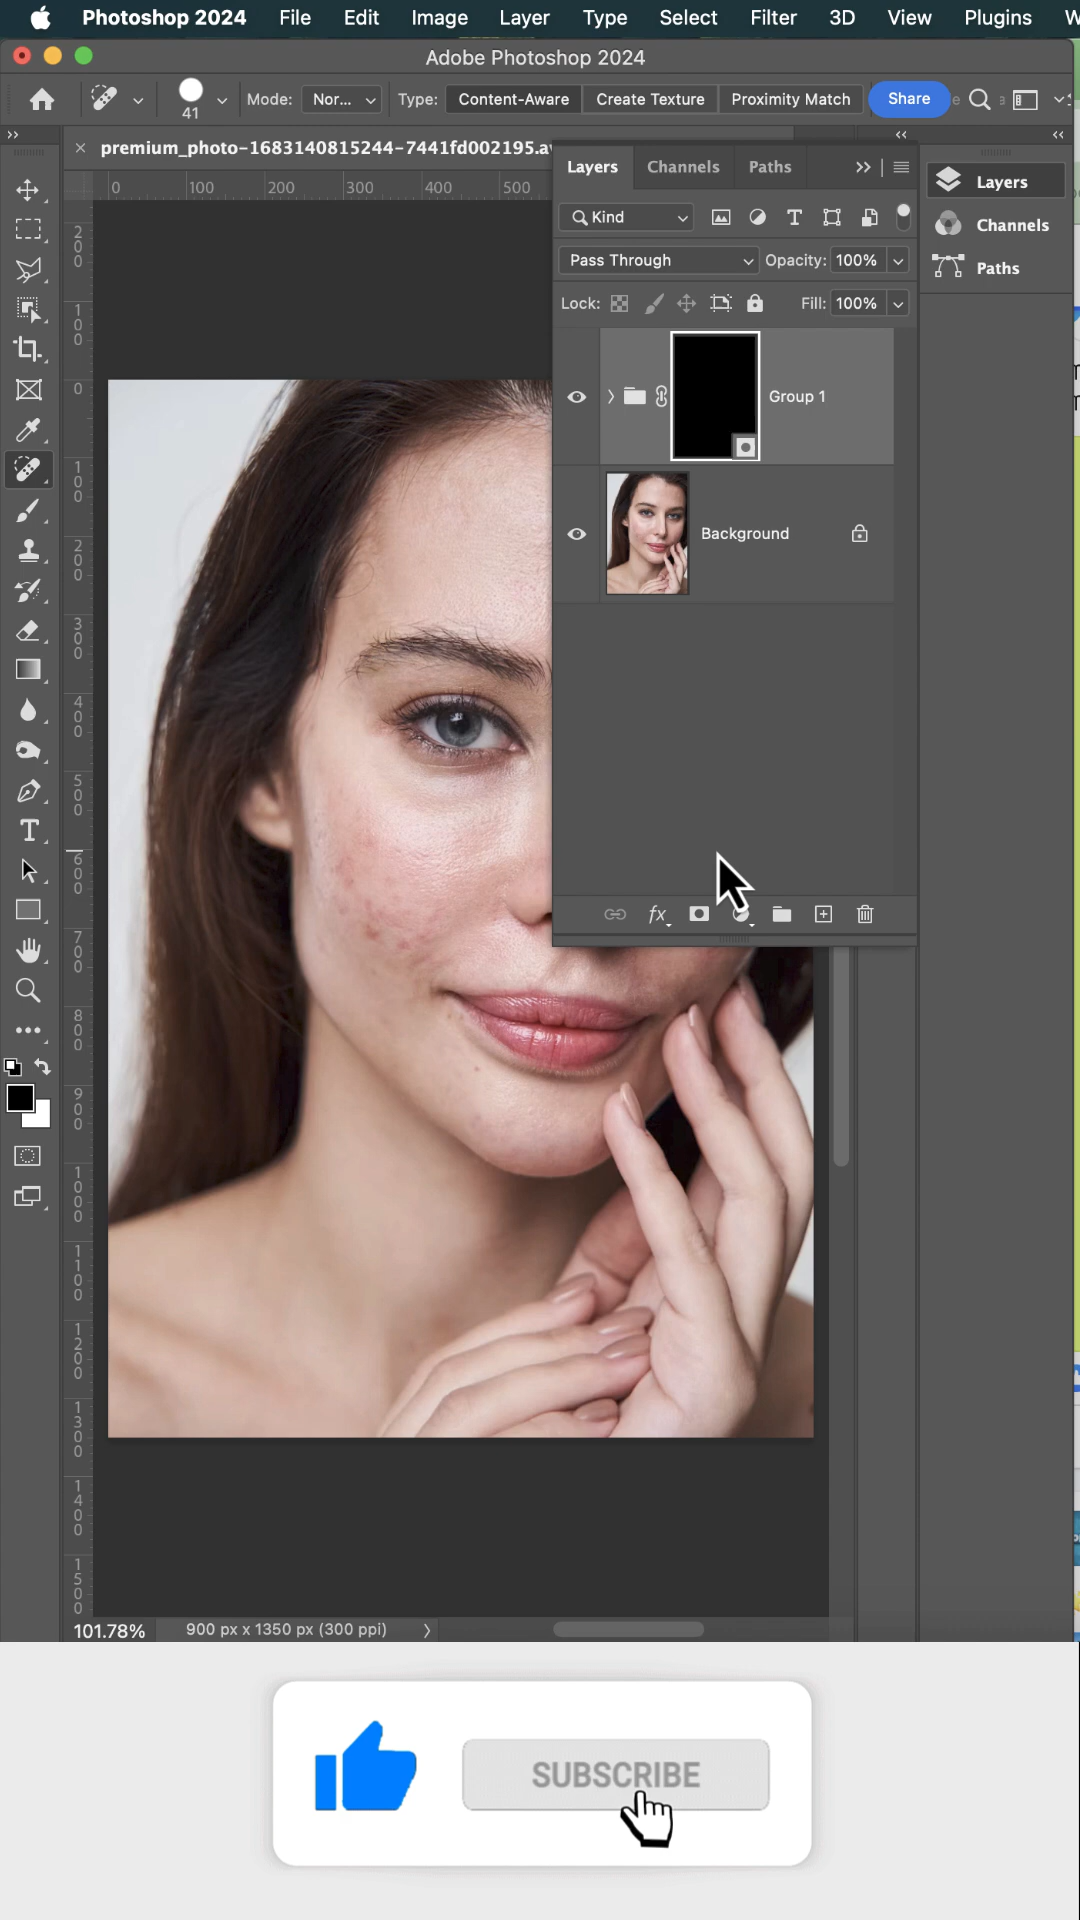 Photoshop 2024 File Edit Image Layer Type Select Filter 3D View Plugins
Adobe Photoshop 2024
41 Mode: Nor... Type: Content-Aware Create Texture Proximity Match Share
premium_photo-1683140815244-7441fd002195.av
0 100 200 300 400 500
200
100
0
100
200
300
400
500
600
700
800
900
1000
1100
1200
1300
1400
1500
Layers Channels Paths
Kind
Pass Through Opacity: 100%
Lock: Fill: 100%
Group 1
Background
fx
Layers
Channels
Paths
101.78% 900 px x 1350 px (300 ppi)
SUBSCRIBE